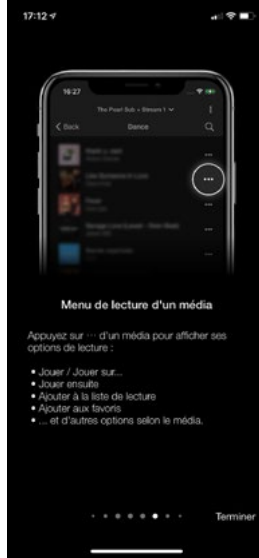 17:12
16:27
The Pearl Sub • Stream 1
Back
Dance
Menu de lecture d'un média
Appuyez sur ··· d'un média pour afficher ses
options de lecture :
• Jouer / Jouer sur...
• Jouer ensuite
• Ajouter à la liste de lecture
• Ajouter aux favoris
• ... et d'autres options selon le média.
Terminer